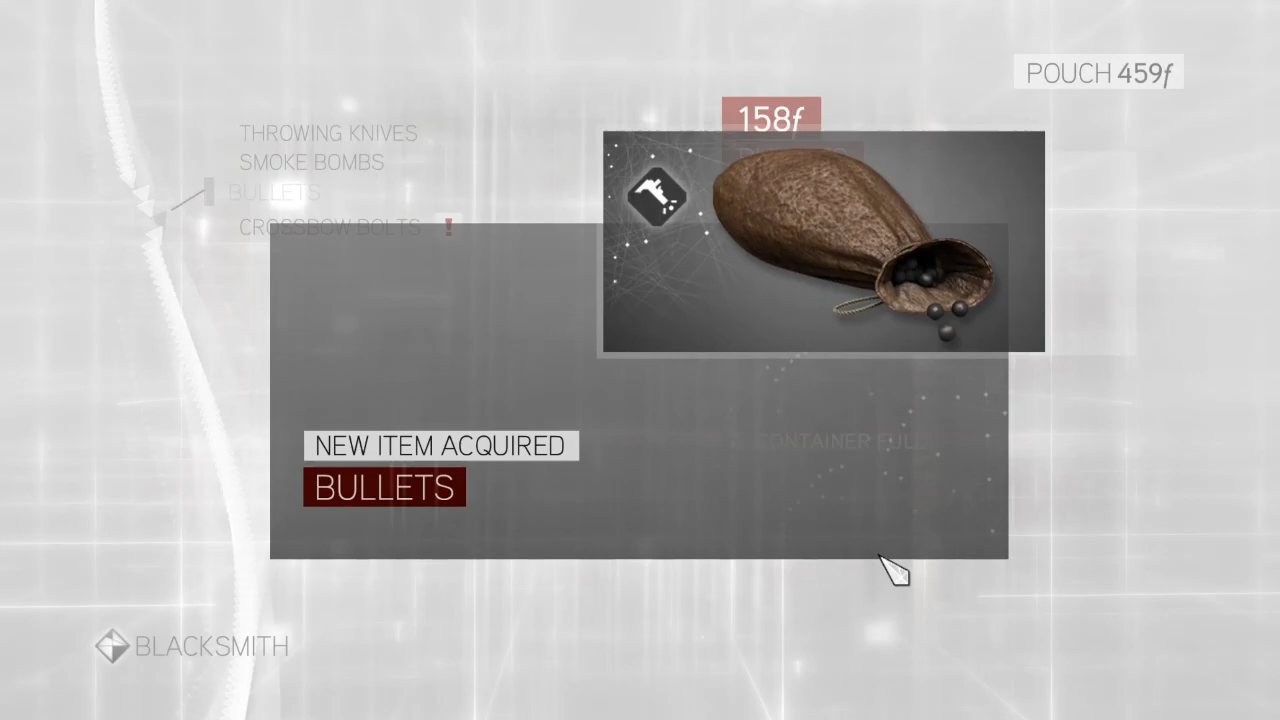 POUCH 459f
158f
THROWING KNIVES
SMOKE BOMBS
BULLETS
CROSSBOW BOLTS !
CONTAINER FULL
NEW ITEM ACQUIRED
BULLETS
BLACKSMITH